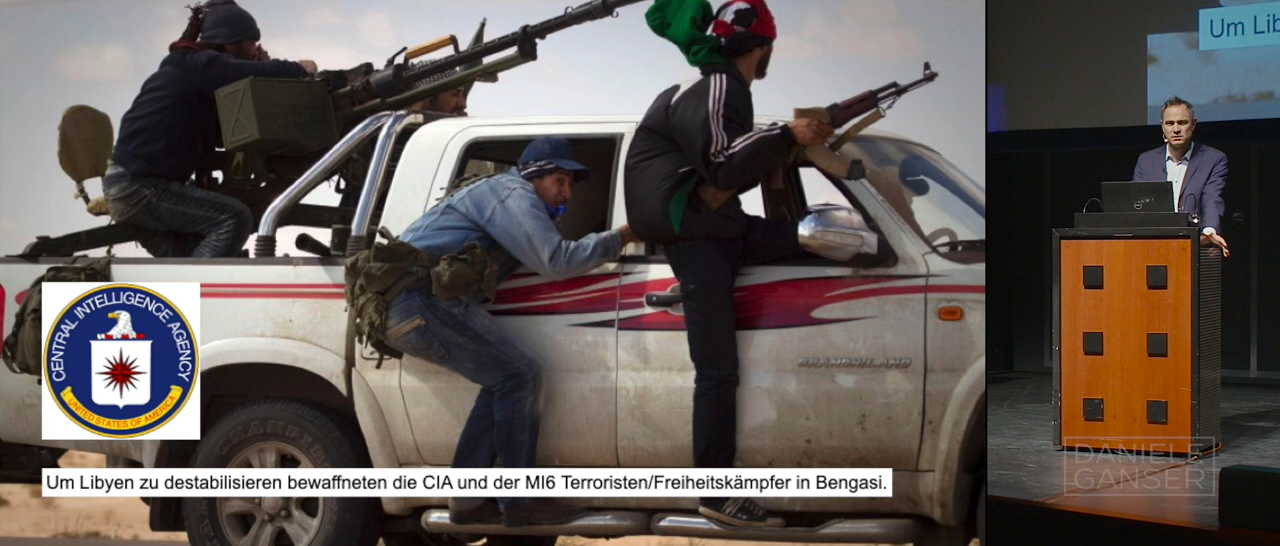 CENTRAL INTELLIGENCE AGENCY
UNITED STATES OF AMERICA
Um Libyen zu destabilisieren bewaffneten die CIA und der MI6 Terroristen/Freiheitskämpfer in Bengasi.
Um Lib
DANIELE
GANSER